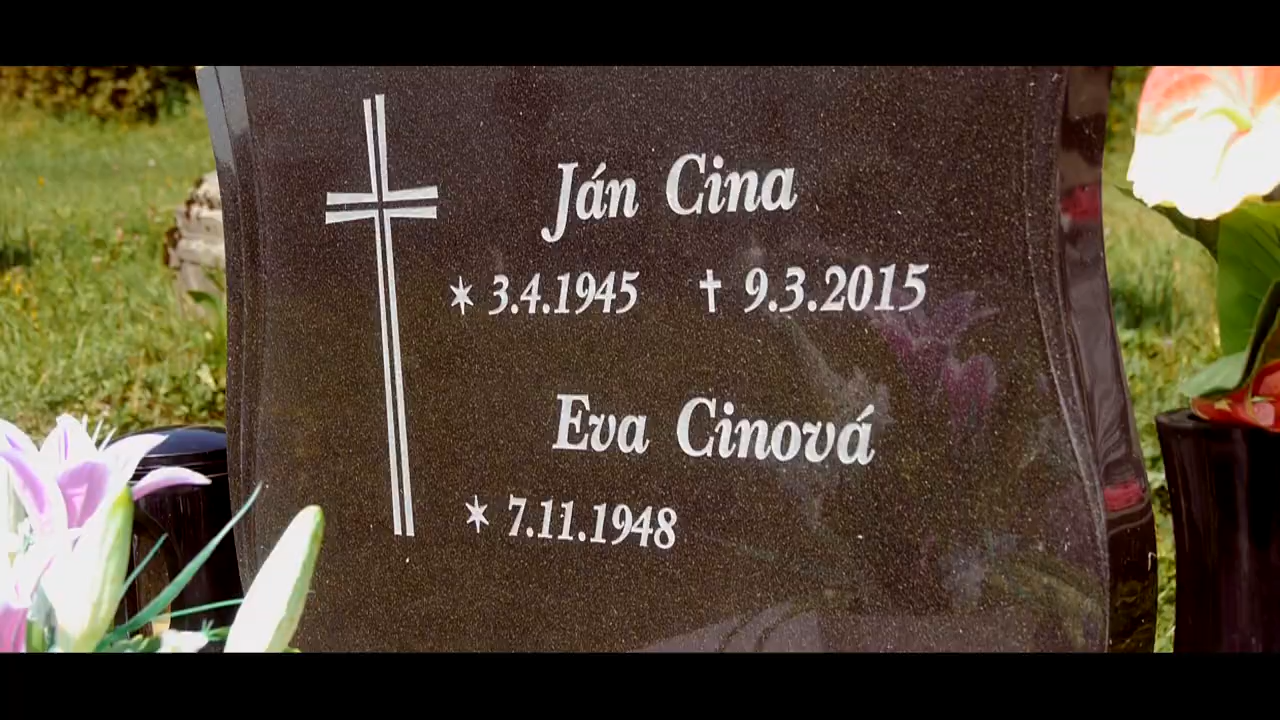 Ján Cina
* 3.4.1945 † 9.3.2015
Eva Cinová
* 7.11.1948